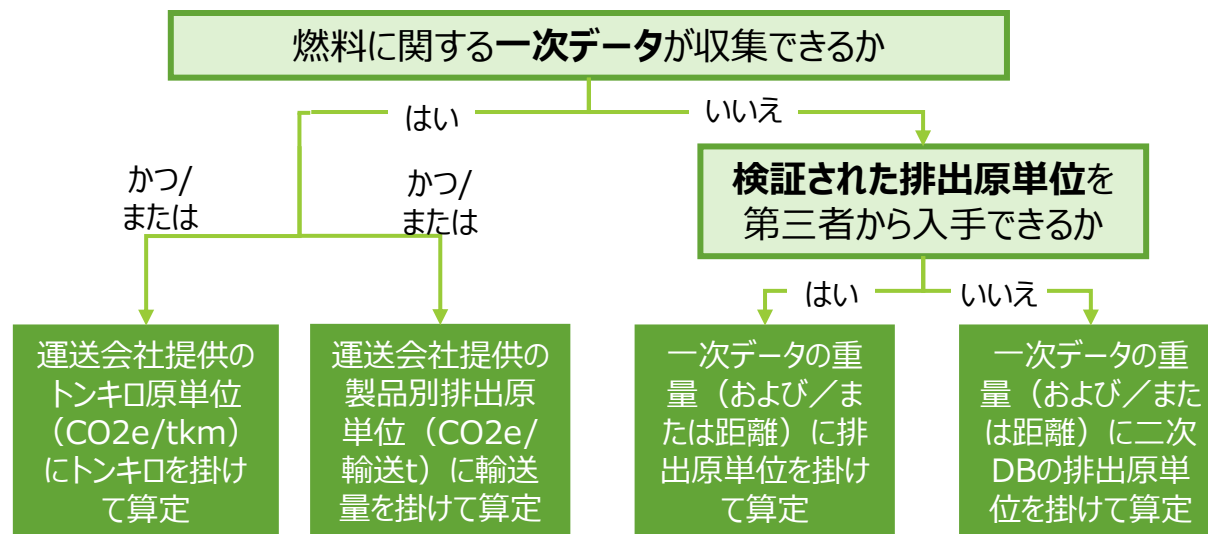 燃料に関する一次データが収集できるか
はい
いいえ
かつ/
または
かつ/
または
検証された排出原単位を
第三者から入手できるか
はい
いいえ
運送会社提供の
トンキロ原単位
（CO2e/tkm）
にトンキロを掛け
て算定
運送会社提供の
製品別排出原
単位（CO2e/
輸送t）に輸送
量を掛けて算定
一次データの重
量（および／ま
たは距離）に排
出原単位を掛け
て算定
一次データの重
量（および／また
は距離）に二次
DBの排出原単
位を掛けて算定